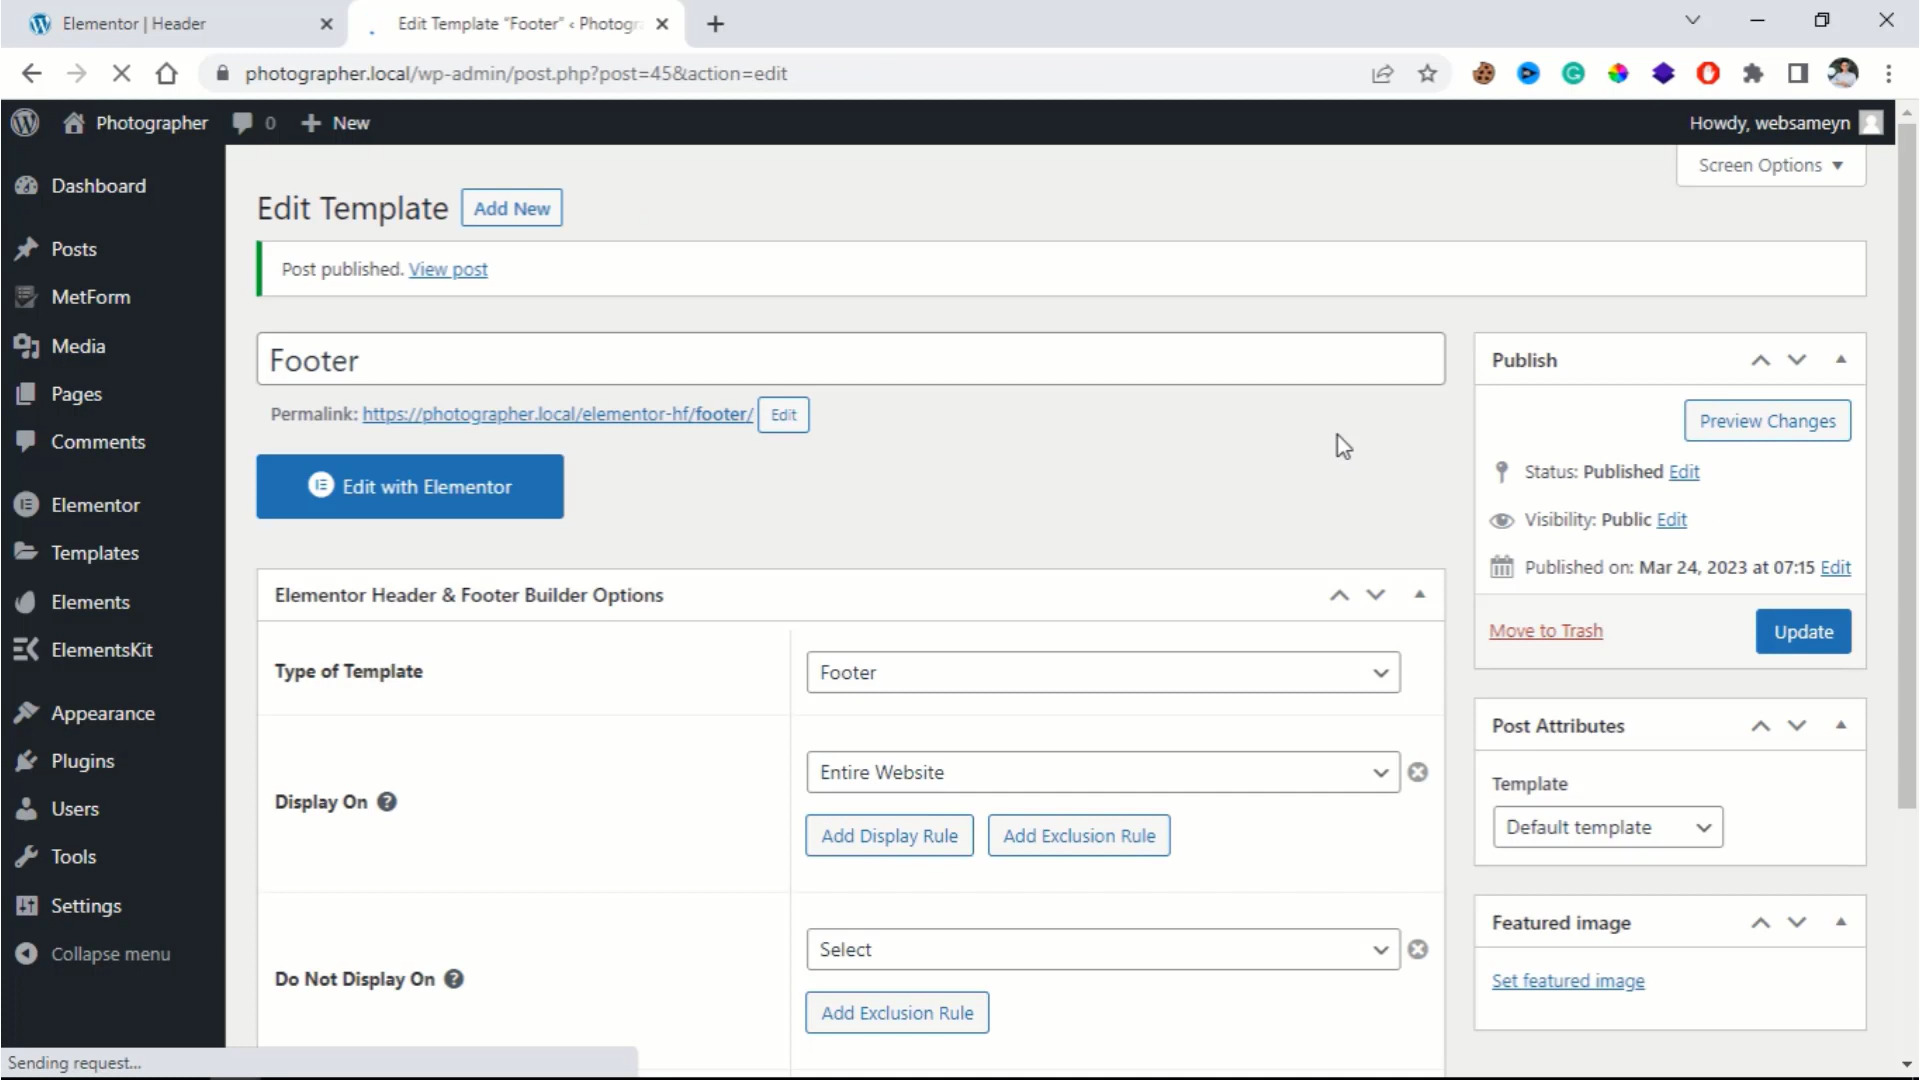 Elementor | Header
Edit Template "Footer" ‹ Photogr
photographer.local/wp-admin/post.php?post=45&action=edit
Photographer
0
New
Howdy, websameyn
Screen Options
Dashboard
Posts
MetForm
Media
Pages
Comments
Elementor
Templates
Elements
ElementsKit
Appearance
Plugins
Users
Tools
Settings
Collapse menu
Edit Template
Add New
Post published. View post
Footer
Permalink: https://photographer.local/elementor-hf/footer/ Edit
Edit with Elementor
Elementor Header & Footer Builder Options
Type of Template
Footer
Display On
Entire Website
Add Display Rule
Add Exclusion Rule
Do Not Display On
Select
Add Exclusion Rule
Publish
Preview Changes
Status: Published Edit
Visibility: Public Edit
Published on: Mar 24, 2023 at 07:15 Edit
Move to Trash
Update
Post Attributes
Template
Default template
Featured image
Set featured image
Sending request...